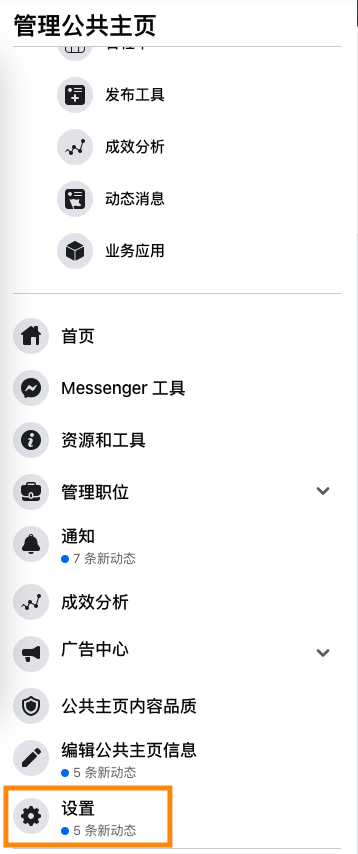 管理公共主页
发布工具
成效分析
动态消息
业务应用
首页
Messenger 工具
资源和工具
管理职位
通知
7 条新动态
成效分析
广告中心
公共主页内容品质
编辑公共主页信息
5 条新动态
设置
5 条新动态